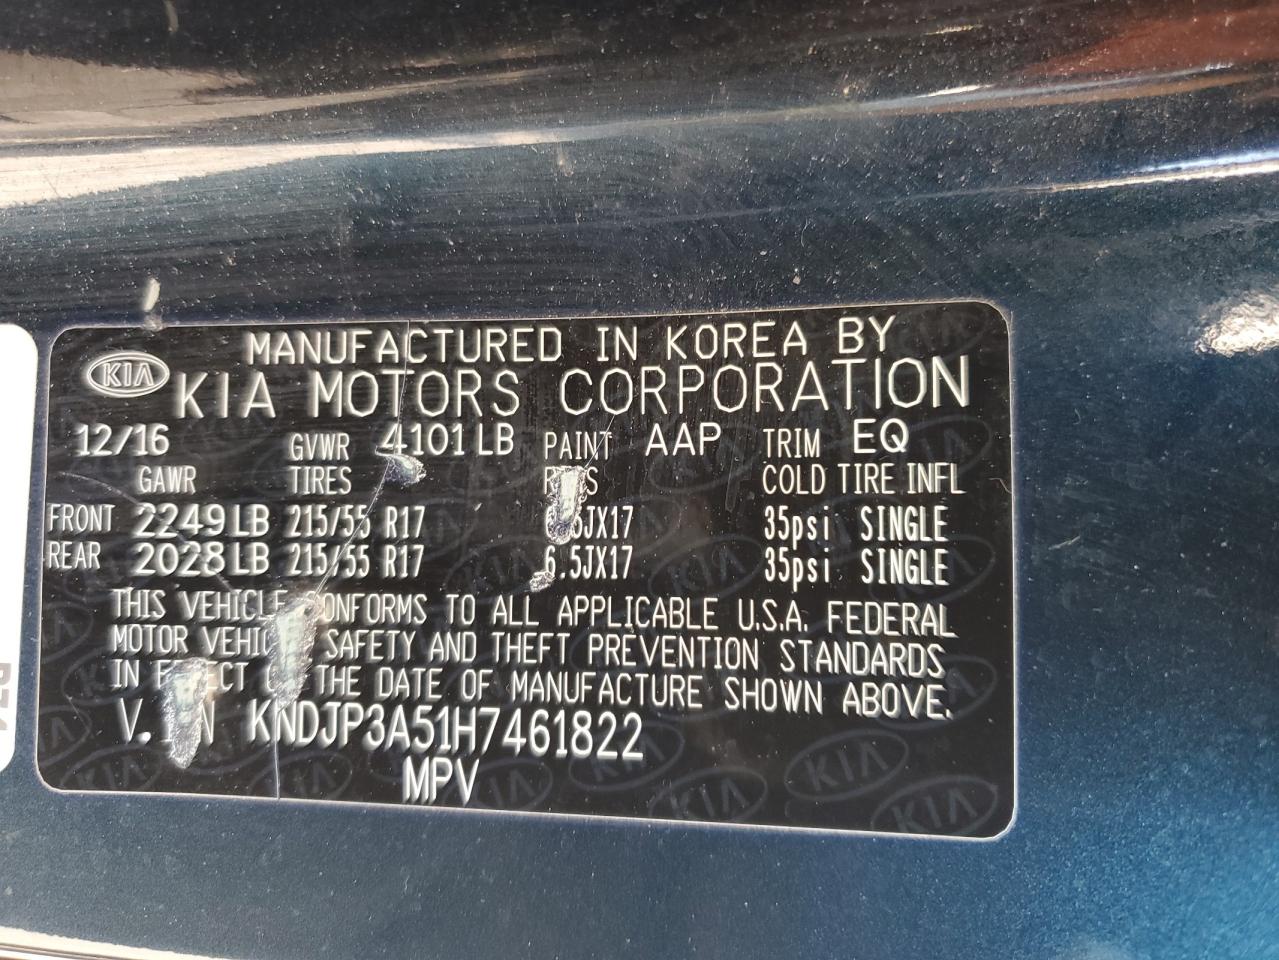 MANUFACTURED IN KOREA BY
KIA KIA MOTORS CORPORATION
12/16 GVWR 4101LB PAINT AAP TRIM EQ
GAWR TIRES COLD TIRE INFL
FRONT 2249LB 215/55 R17 35psi SINGLE
REAR 2028LB 215/55 R17 6.5JX17 35psi SINGLE
THIS VEHICLE CONFORMS TO ALL APPLICABLE U.S.A. FEDERAL
MOTOR SAFETY AND THEFT PREVENTION STANDARDS
IN THE DATE OF MANUFACTURE SHOWN ABOVE.
KNDJP3A51H7461822
MPV